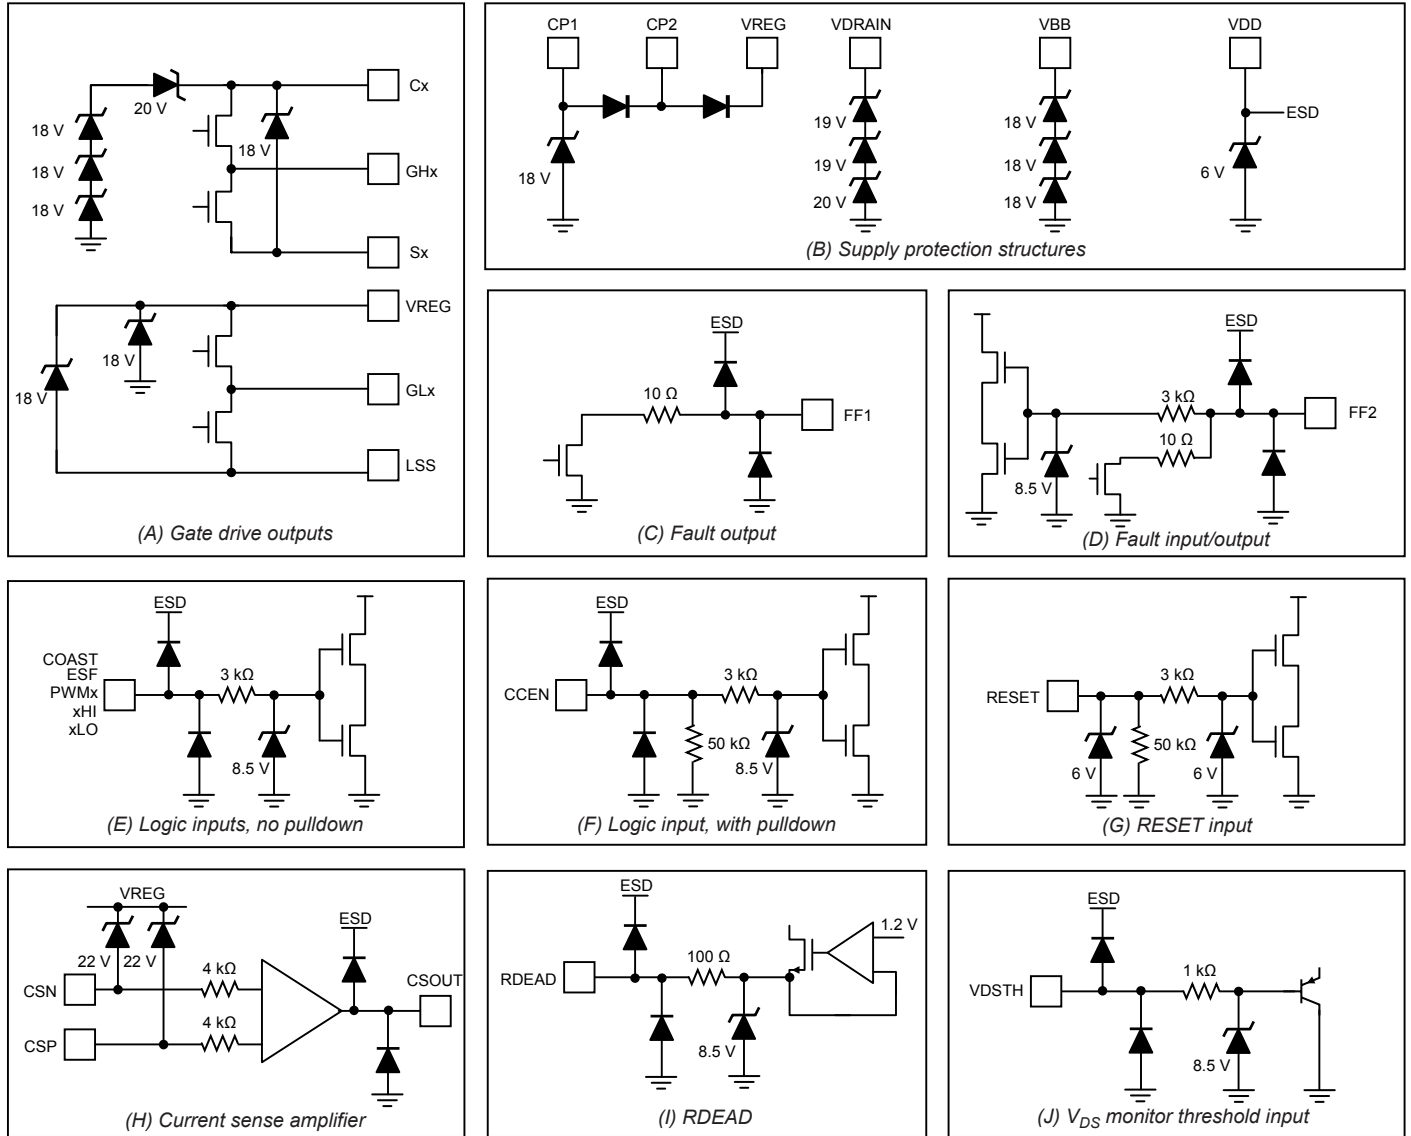 Cx
20 V
18 V
18 V
18 V
18 V
GHx
Sx
VREG
18 V
18 V
GLx
LSS
(A) Gate drive outputs
CP1
CP2
VREG
VDRAIN
VBB
VDD
18 V
19 V
19 V
20 V
18 V
18 V
18 V
ESD
6 V
(B) Supply protection structures
ESD
10 Ω
FF1
(C) Fault output
ESD
3 kΩ
10 Ω
FF2
8.5 V
(D) Fault input/output
ESD
COAST
ESF
PWMx
xHI
xLO
3 kΩ
8.5 V
(E) Logic inputs, no pulldown
ESD
CCEN
3 kΩ
50 kΩ
8.5 V
(F) Logic input, with pulldown
RESET
3 kΩ
50 kΩ
6 V
6 V
(G) RESET input
VREG
22 V
22 V
CSN
4 kΩ
CSP
4 kΩ
ESD
CSOUT
(H) Current sense amplifier
ESD
1.2 V
RDEAD
100 Ω
8.5 V
(I) RDEAD
ESD
VDSTH
1 kΩ
8.5 V
(J) VDS monitor threshold input